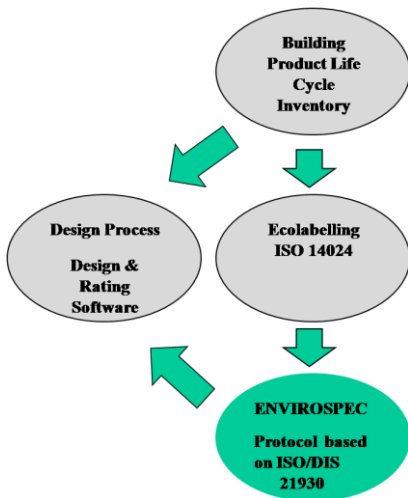 Building
Product Life
Cycle
Inventory
Design Process
Design &
Rating
Software
Ecolabelling
ISO 14024
ENVIROSPEC
Protocol based
on ISO/DIS
21930